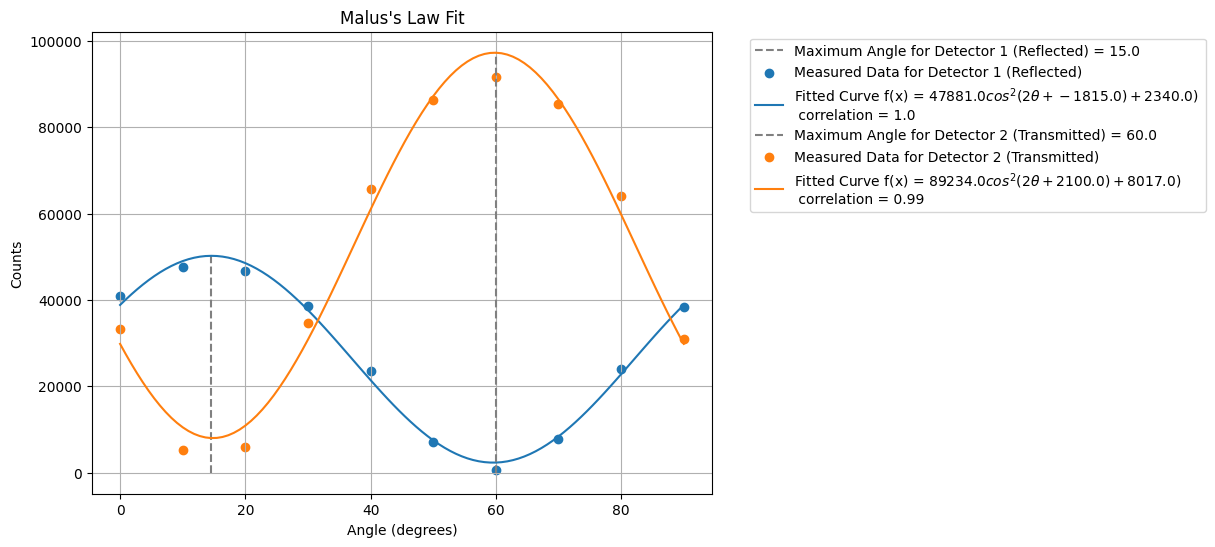 Malus's Law Fit
100000
80000
60000
40000
20000
0
Counts
0 20 40 60 80
Angle (degrees)
Maximum Angle for Detector 1 (Reflected) = 15.0
Measured Data for Detector 1 (Reflected)
Fitted Curve f(x) = 47881.0cos²(2θ + −1815.0) + 2340.0)
correlation = 1.0
Maximum Angle for Detector 2 (Transmitted) = 60.0
Measured Data for Detector 2 (Transmitted)
Fitted Curve f(x) = 89234.0cos²(2θ + 2100.0) + 8017.0)
correlation = 0.99